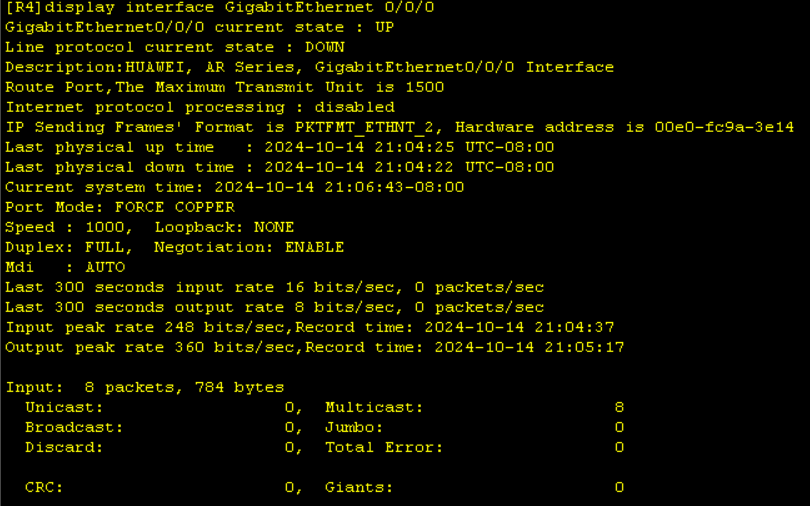 [R4]display interface GigabitEthernet 0/0/0
GigabitEthernet0/0/0 current state : UP
Line protocol current state : DOWN
Description:HUAWEI, AR Series, GigabitEthernet0/0/0 Interface
Route Port,The Maximum Transmit Unit is 1500
Internet protocol processing : disabled
IP Sending Frames' Format is PKTFMT_ETHNT_2, Hardware address is 00e0-fc9a-3e14
Last physical up time   : 2024-10-14 21:04:25 UTC-08:00
Last physical down time : 2024-10-14 21:04:22 UTC-08:00
Current system time: 2024-10-14 21:06:43-08:00
Port Mode: FORCE COPPER
Speed : 1000,  Loopback: NONE
Duplex: FULL,  Negotiation: ENABLE
Mdi   : AUTO
Last 300 seconds input rate 16 bits/sec, 0 packets/sec
Last 300 seconds output rate 8 bits/sec, 0 packets/sec
Input peak rate 248 bits/sec,Record time: 2024-10-14 21:04:37
Output peak rate 360 bits/sec,Record time: 2024-10-14 21:05:17
Input:  8 packets, 784 bytes
  Unicast:                  0,  Multicast:                   8
  Broadcast:                0,  Jumbo:                       0
  Discard:                  0,  Total Error:                 0
  CRC:                      0,  Giants:                      0